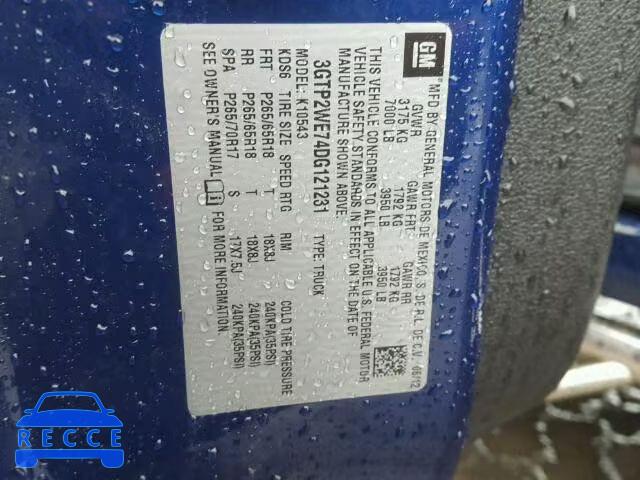 GM
MFD BY GENERAL MOTORS DE MEXICO, S. DE R.L. DE C.V. 06/12
GVWR GAWR FRT GAWR RR
3175 KG 1792 KG 1792 KG
7000 LB 3950 LB 3950 LB
THIS VEHICLE CONFORMS TO ALL APPLICABLE U.S. FEDERAL MOTOR
VEHICLE SAFETY STANDARDS IN EFFECT ON THE DATE OF
MANUFACTURE SHOWN ABOVE.
3GTP2WE74DG121231 TYPE: TRUCK
MODEL: K10543
KDS6 TIRE SIZE SPEED RTG RIM COLD TIRE PRESSURE
FRT P265/65R18 T 18X8J 240KPA(35PSI)
RR P265/65R18 T 18X8J 240KPA(35PSI)
SPA P265/70R17 S 17X7.5J 240KPA(35PSI)
SEE OWNER'S MANUAL FOR MORE INFORMATION
RECCE